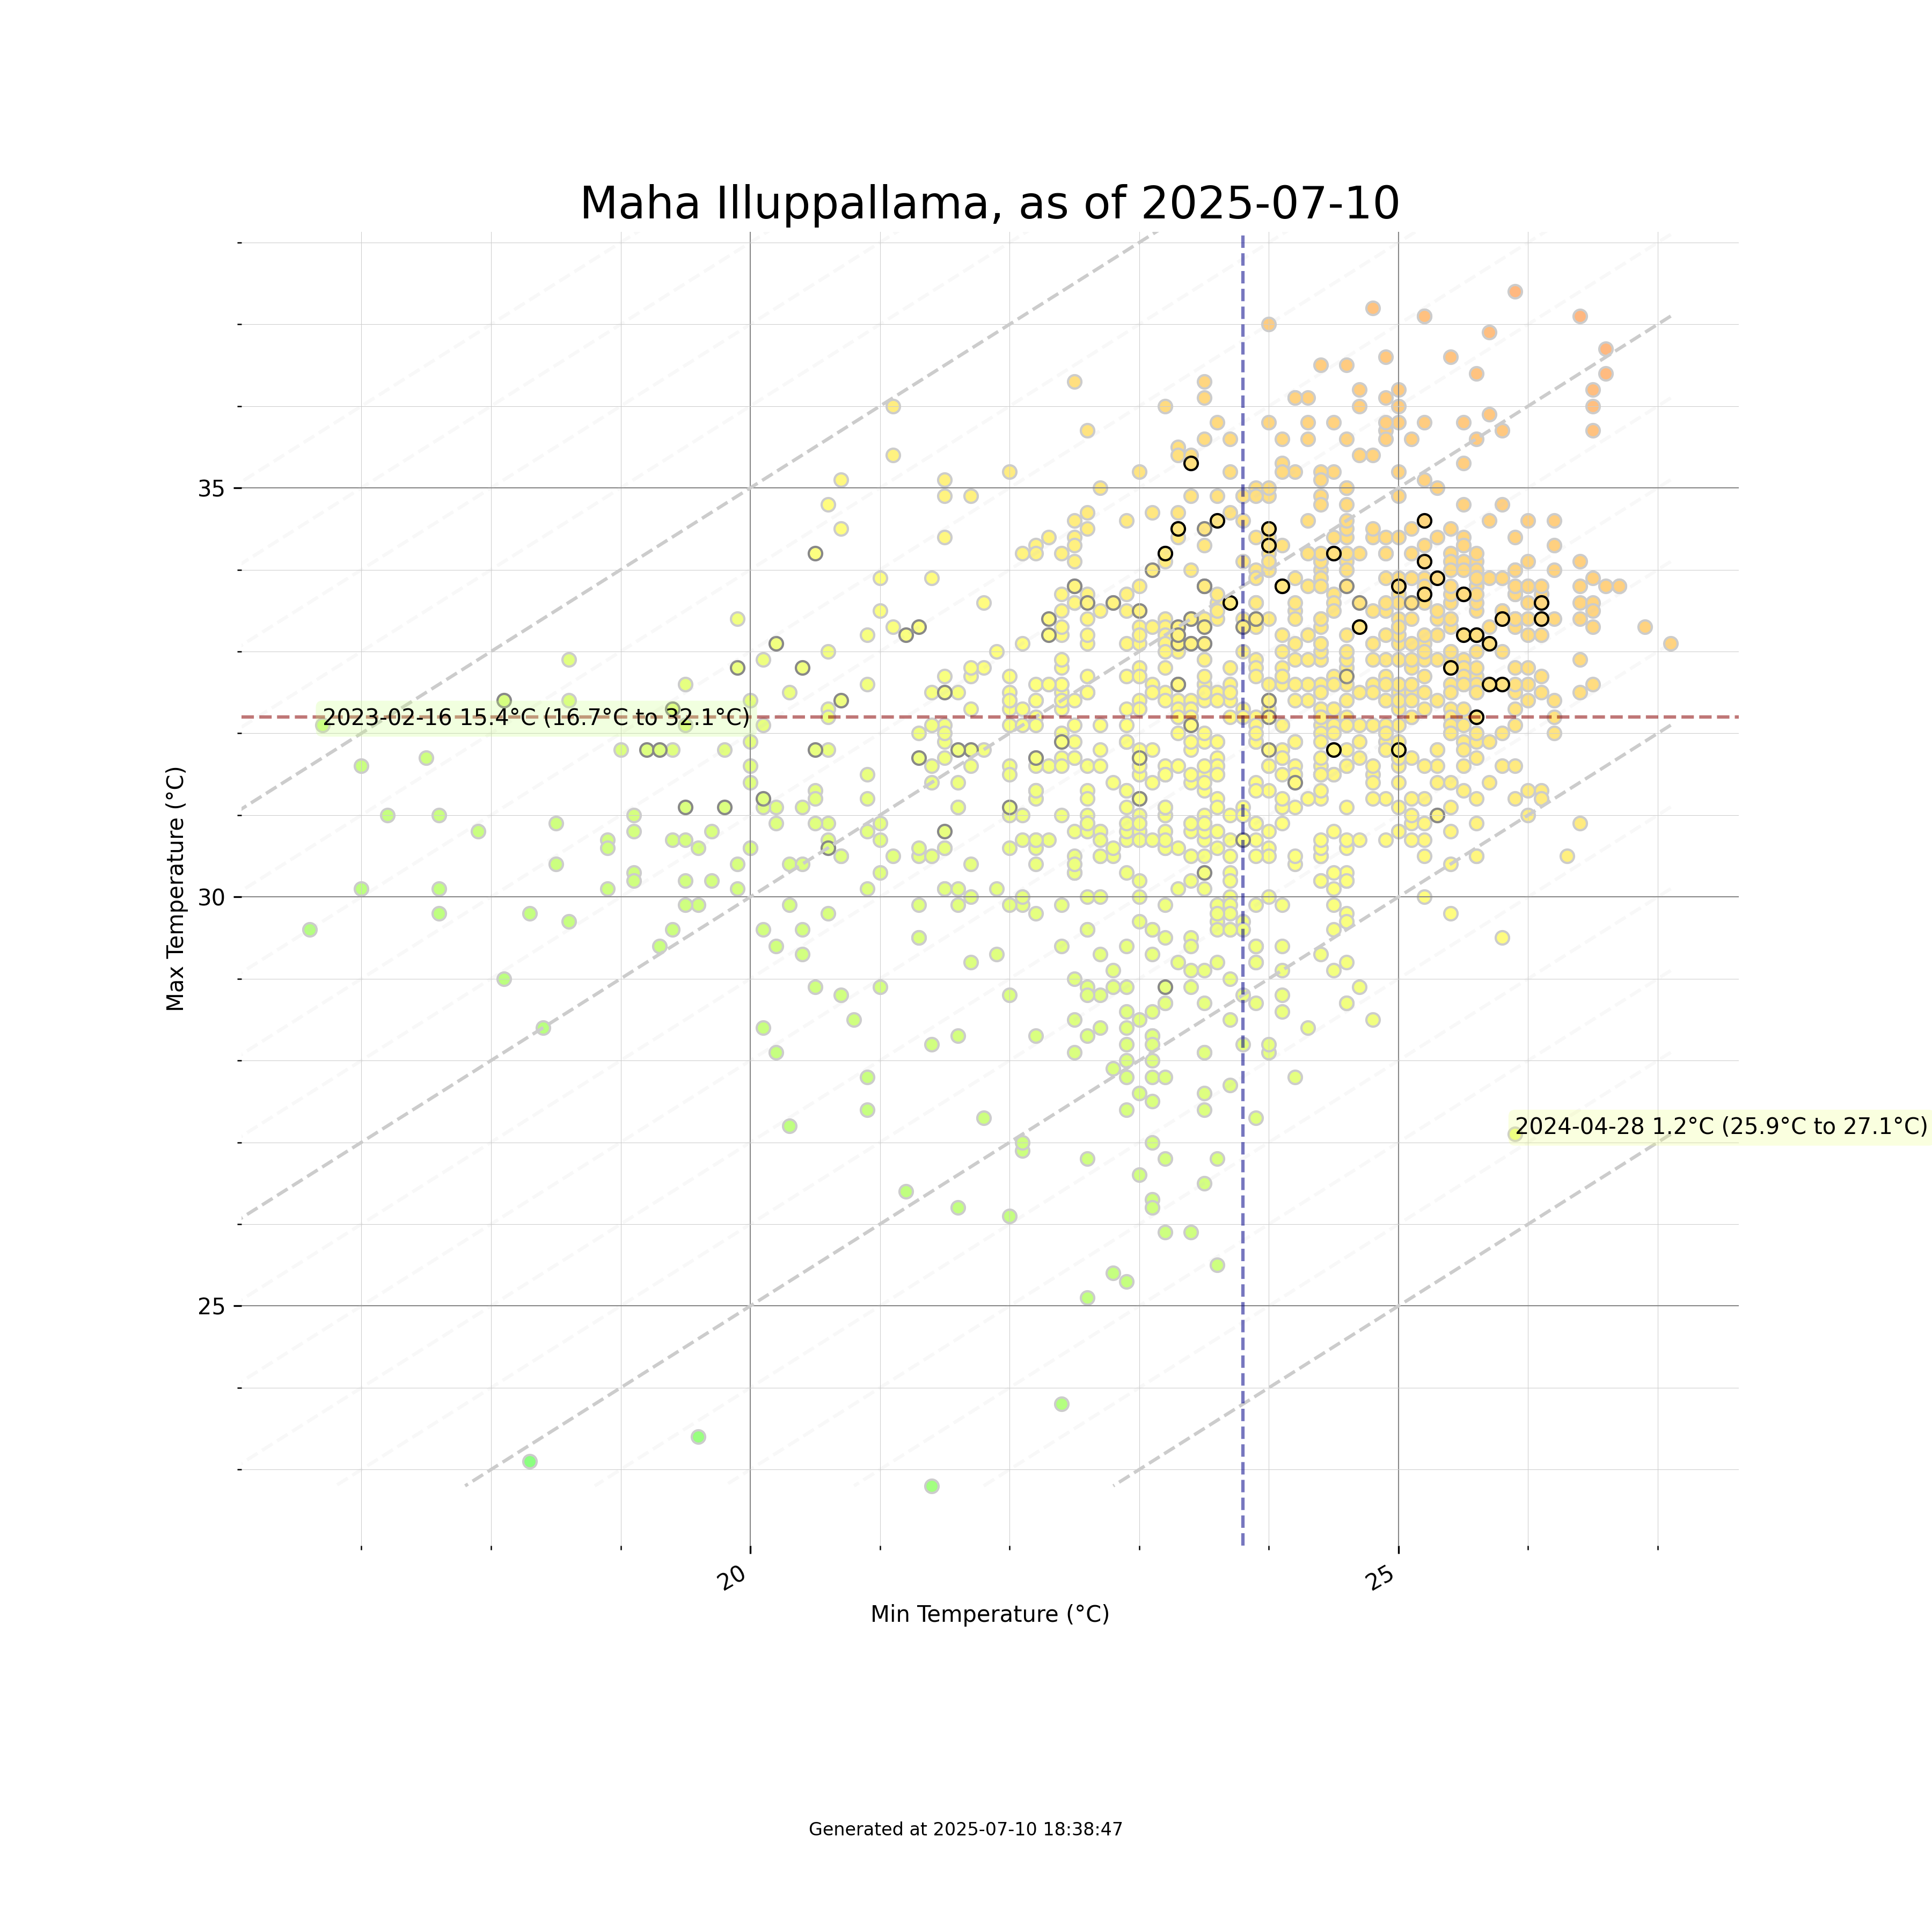 Maha Illuppallama, as of 2025-07-10
35
2023-02-16 15.4°C (16.7°C to 32.1°C)
Max Temperature (°C)
30
2024-04-28 1.2°C (25.9°C to 27.1°C)
25
20
25
Min Temperature (°C)
Generated at 2025-07-10 18:38:47